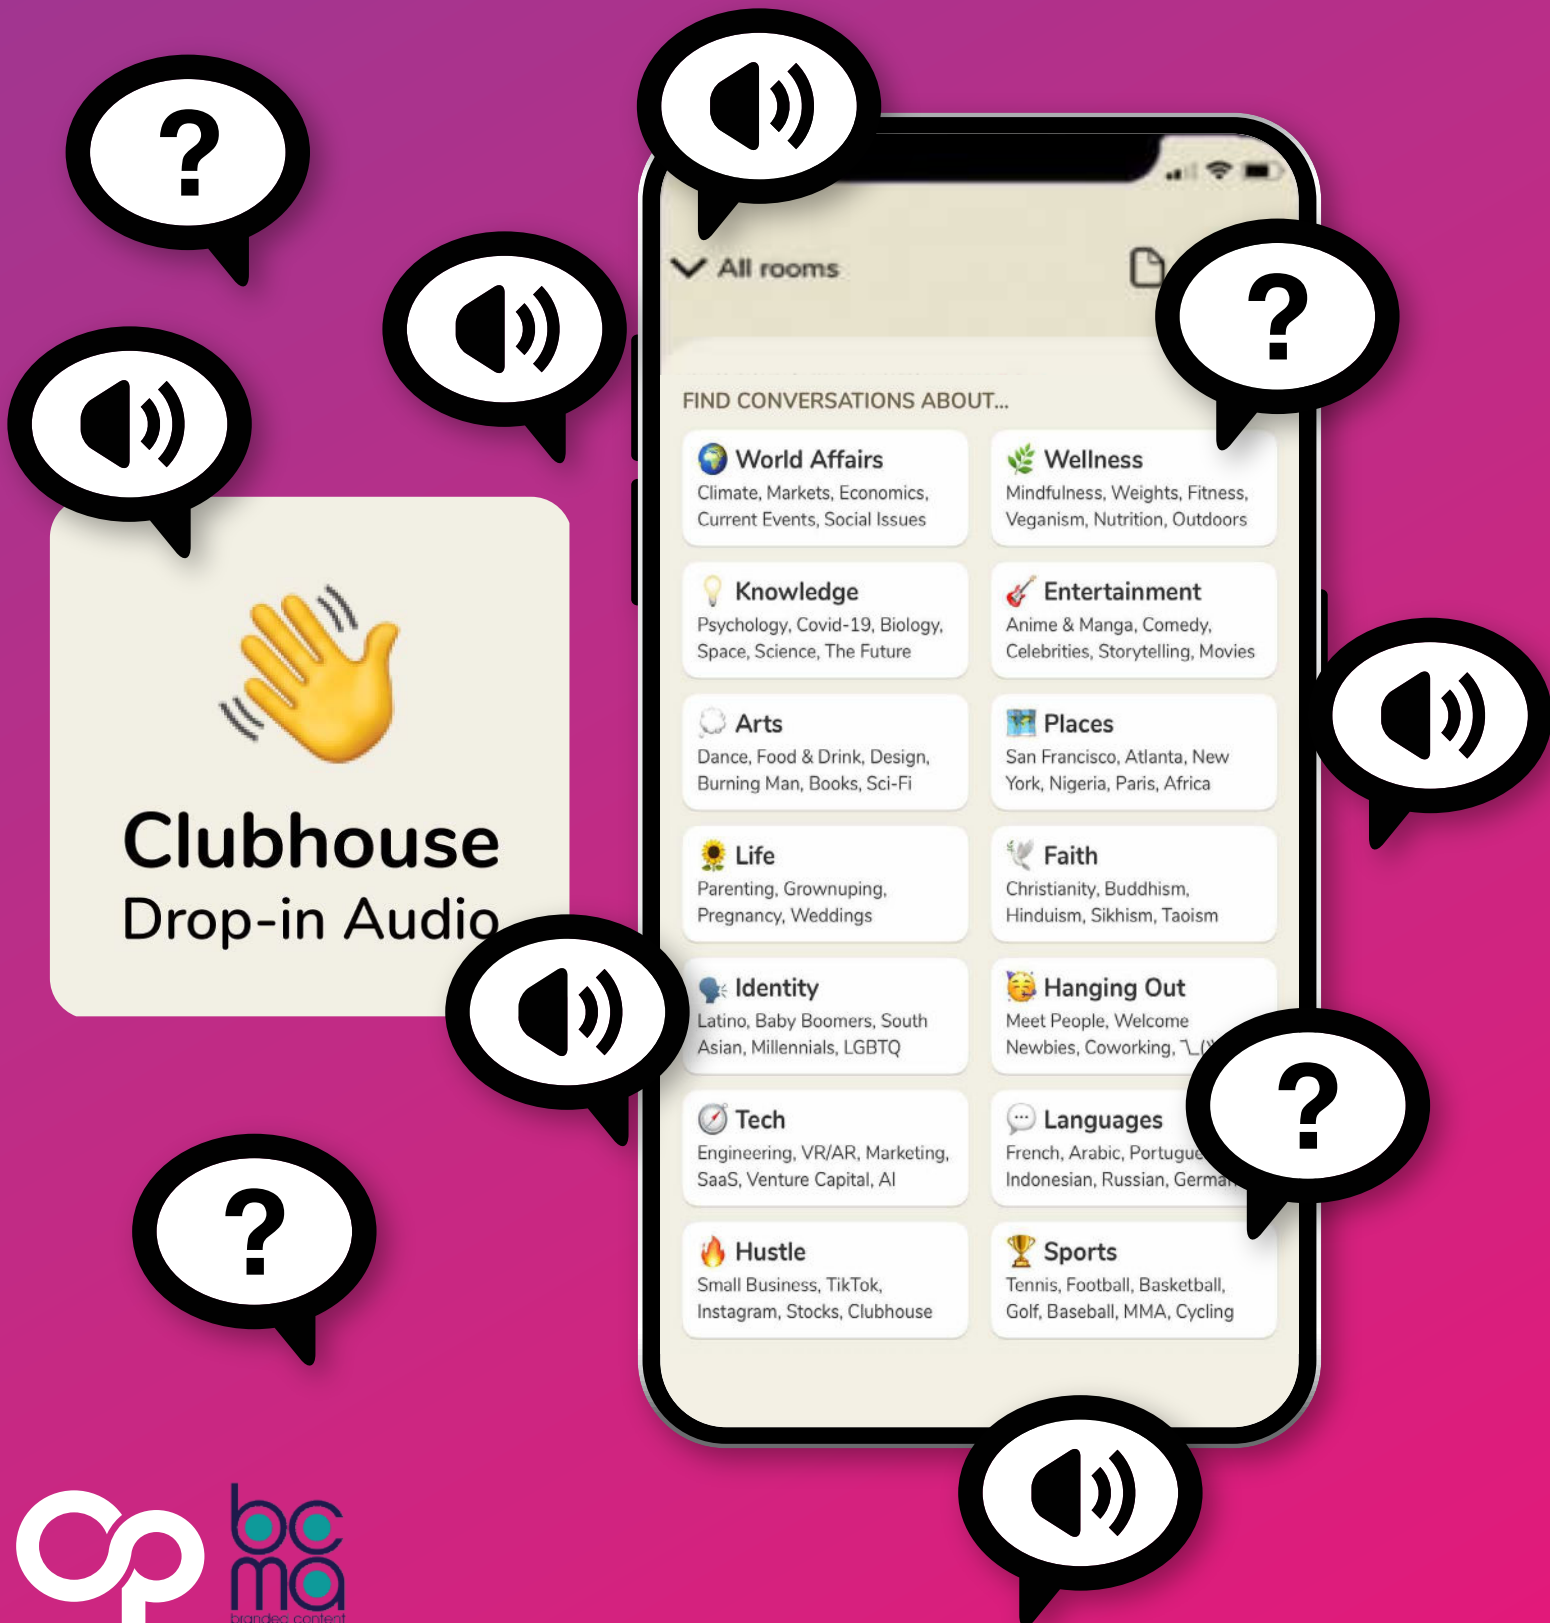 ?
?
All rooms
FIND CONVERSATIONS ABOUT...
World Affairs
Climate, Markets, Economics,
Current Events, Social Issues
Wellness
Mindfulness, Weights, Fitness,
Veganism, Nutrition, Outdoors
Knowledge
Psychology, Covid-19, Biology,
Space, Science, The Future
Entertainment
Anime & Manga, Comedy,
Celebrities, Storytelling, Movies
Arts
Dance, Food & Drink, Design,
Burning Man, Books, Sci-Fi
Places
San Francisco, Atlanta, New
York, Nigeria, Paris, Africa
Clubhouse
Drop-in Audio
Life
Parenting, Grownuping,
Pregnancy, Weddings
Faith
Christianity, Buddhism,
Hinduism, Sikhism, Taoism
Identity
Latino, Baby Boomers, South
Asian, Millennials, LGBTQ
Hanging Out
Meet People, Welcome
Newbies, Coworking,
?
Tech
Engineering, VR/AR, Marketing,
SaaS, Venture Capital, AI
Languages
French, Arabic,
Indonesian, Russian,
?
Hustle
Small Business, TikTok,
Instagram, Stocks, Clubhouse
Sports
Tennis, Football, Basketball,
Golf, Baseball, MMA, Cycling
cp
bc
ma
branded content